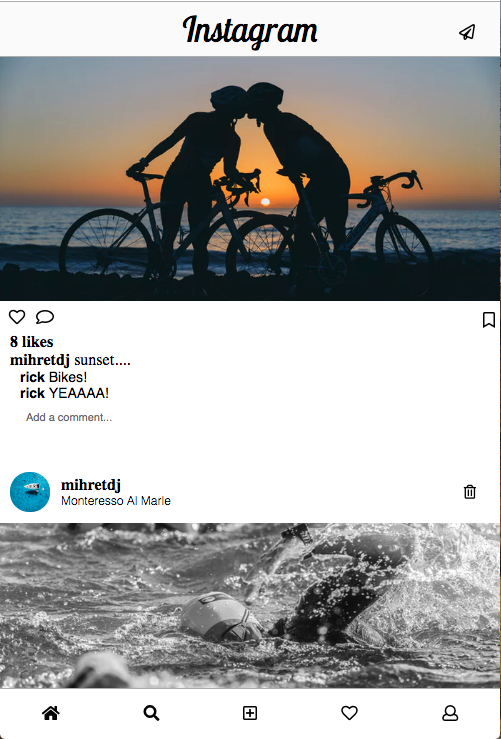 Instagram
8 likes
mihretdj sunset....
rick Bikes!
rick YEAAAA!
Add a comment...
mihretdj
Monteresso Al Marle